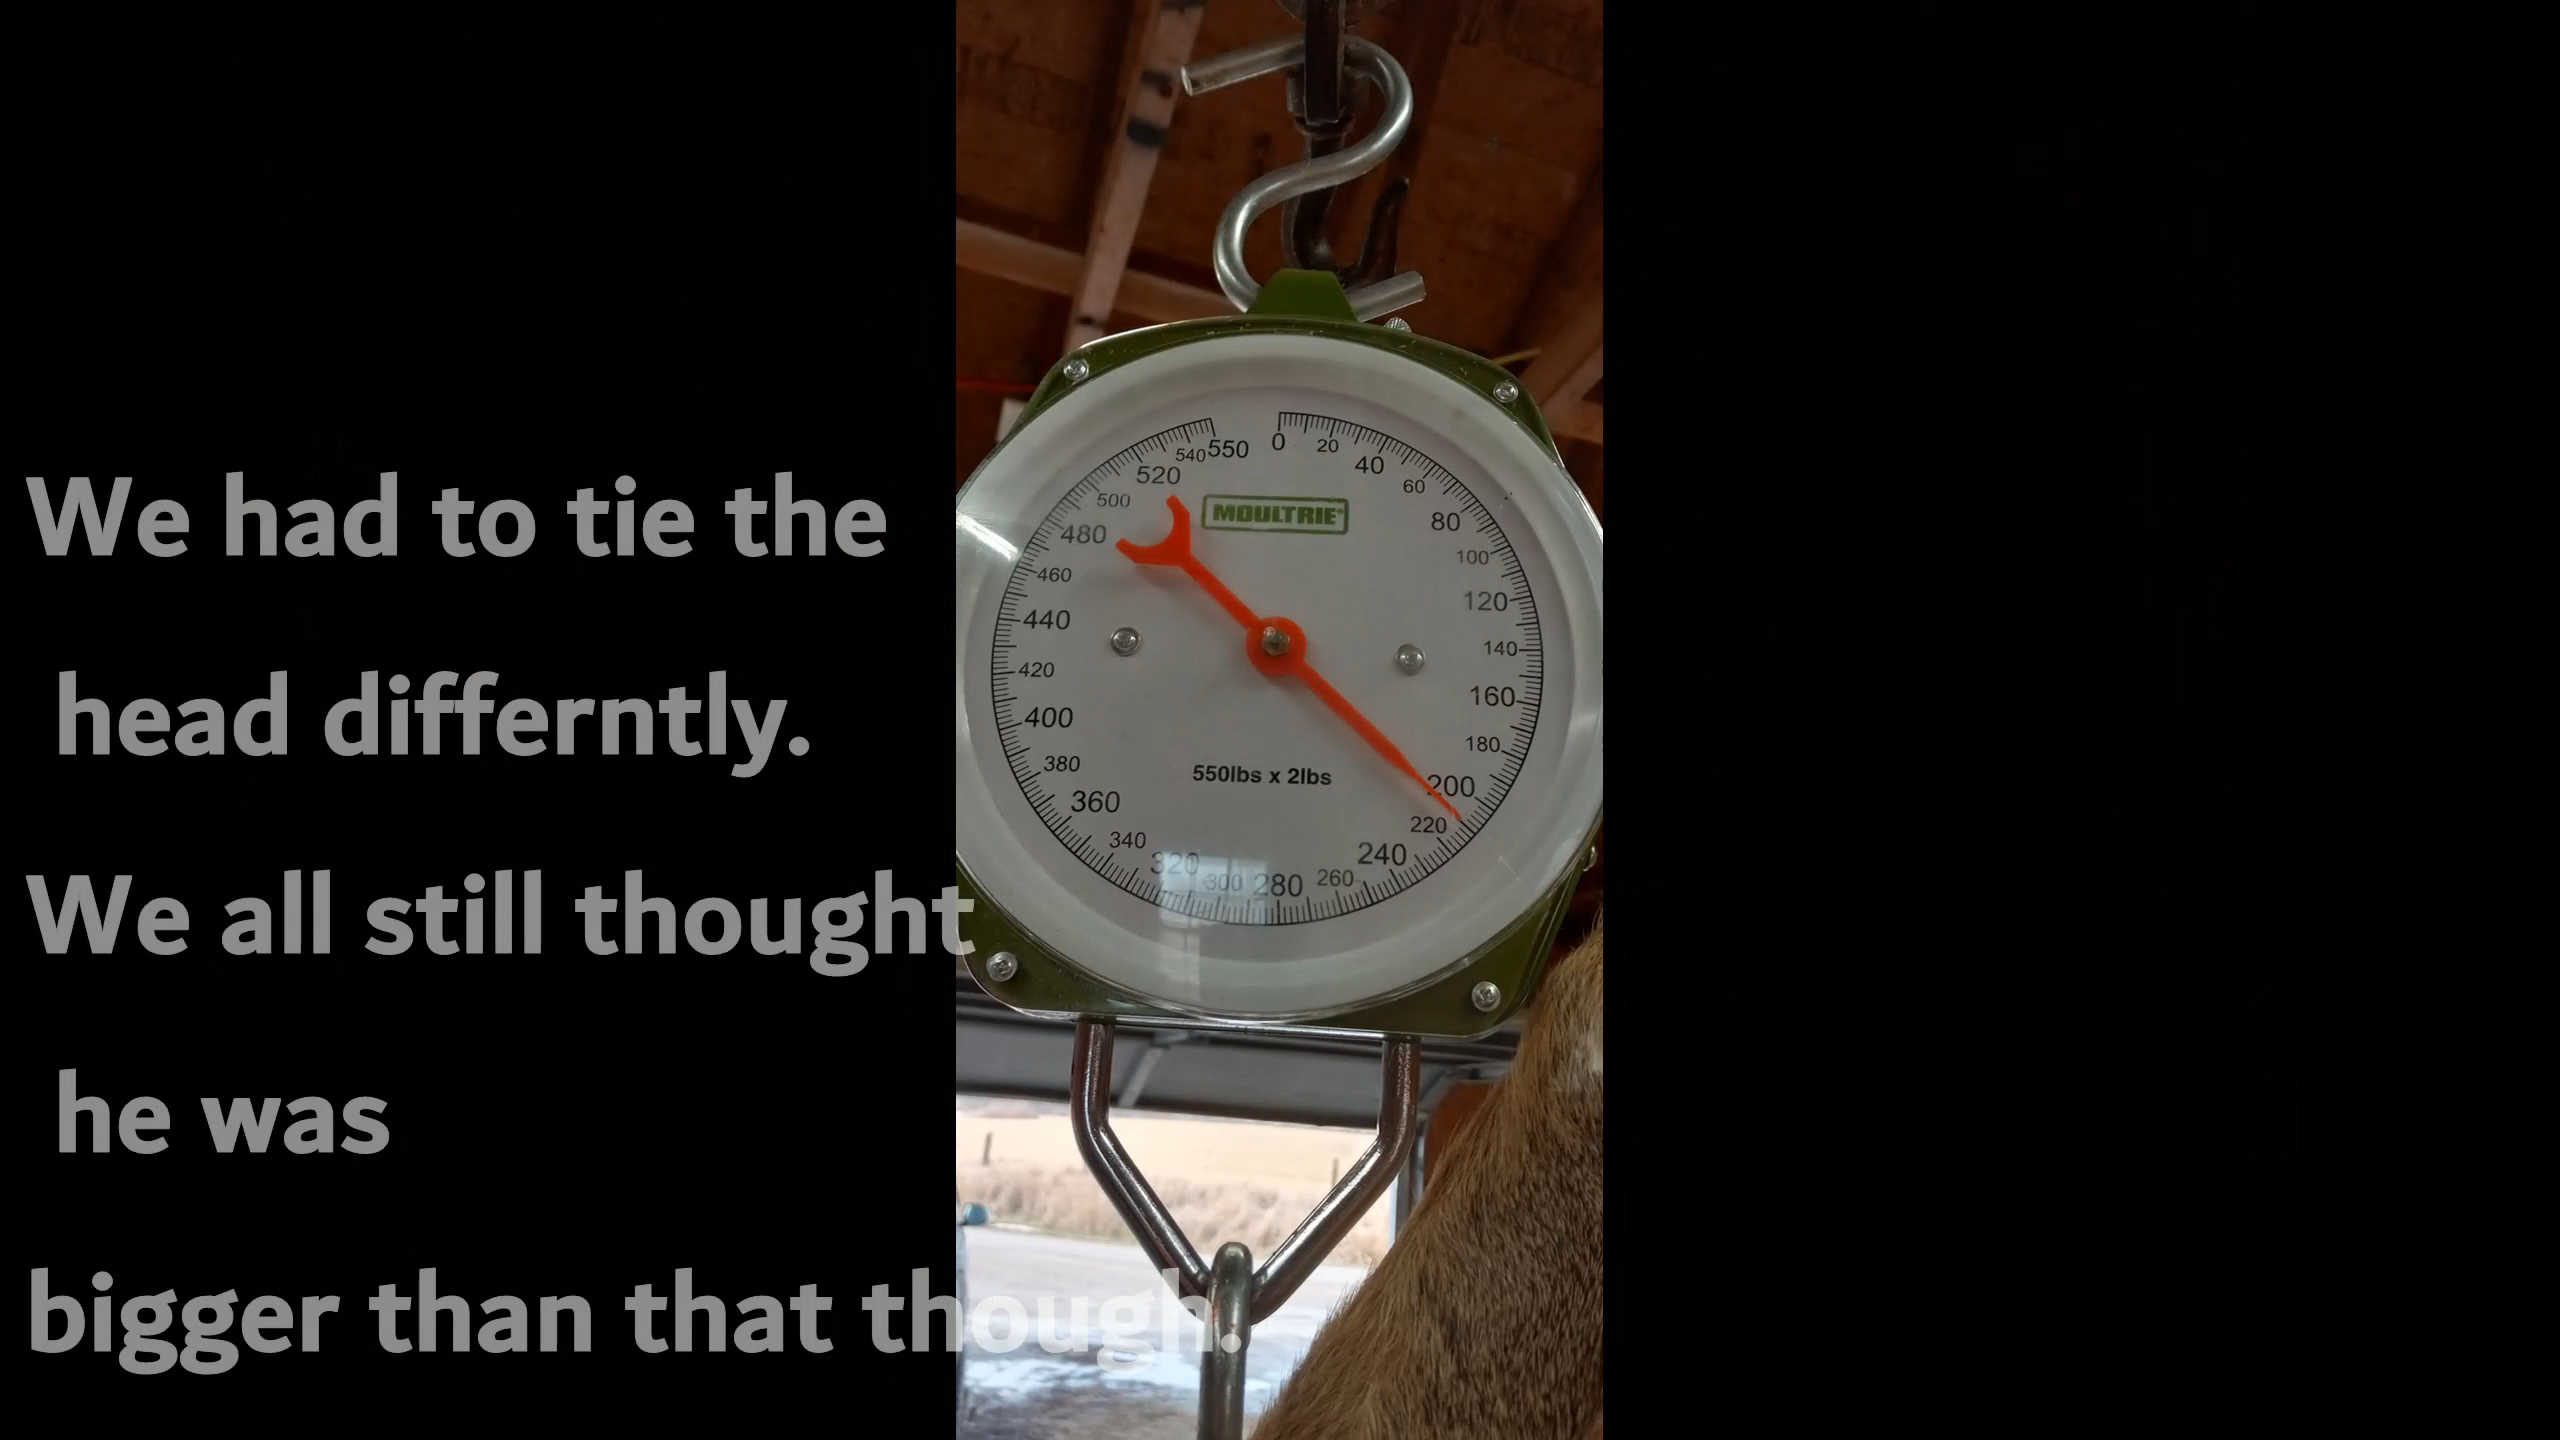 We had to tie the
head differntly.
We all still thought
he was
bigger than that though.
550 0 20 40 60 80 100 120 140 160 180 200 220 240 260 280 300 320 340 360 380 400 420 440 460 480 500 520 540
MOULTRIE
550lbs x 2lbs